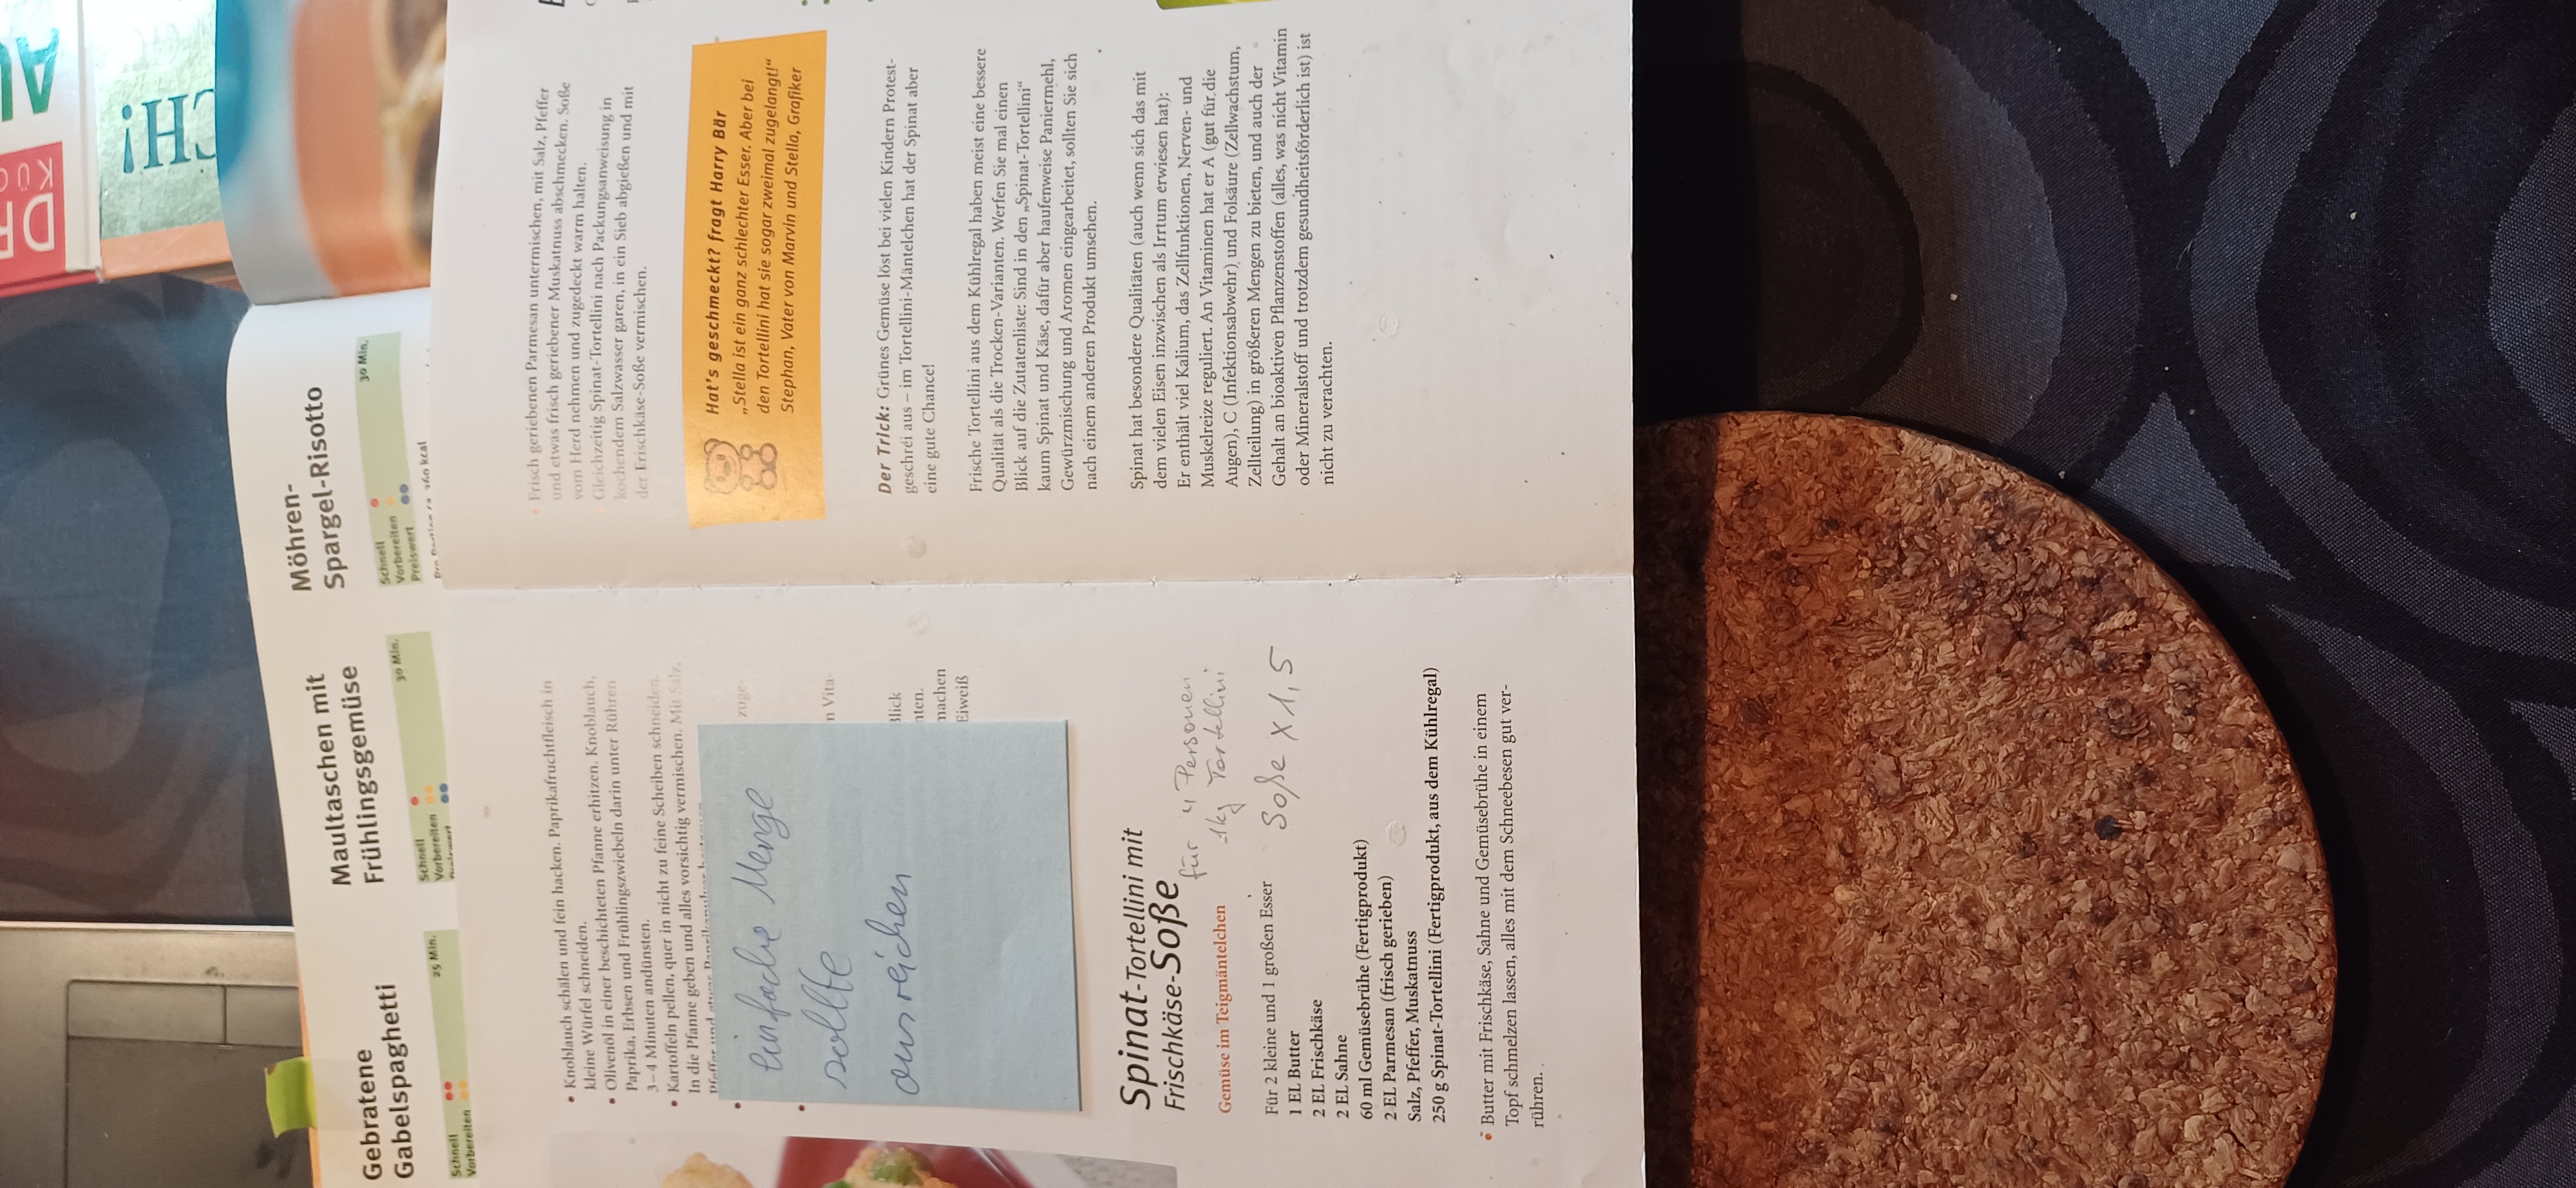 CH!
Gebratene
Gabelspaghetti
Schnell
25 Min.
Vorbereiten
Maultaschen mit
Frühlingsgemüse
Schnell
30 Min.
Vorbereiten
Preiswert
Möhren-
Spargel-Risotto
Schnell
30 Min.
Vorbereiten
Preiswert
Pro Portion ca. 260 kcal
• Knoblauch schälen und fein hacken. Paprikafruchtfleisch in
kleine Würfel schneiden.
• Olivenöl in einer beschichteten Pfanne erhitzen. Knoblauch,
Paprika, Erbsen und Frühlingszwiebeln darin unter Rühren
3–4 Minuten andünsten.
• Kartoffeln pellen, quer in nicht zu feine Scheiben schneiden.
In die Pfanne geben und alles vorsichtig vermischen. Mit Salz,
Pfeffer und etwas Paprikapulver
zuge-
n Vita-
Blick
nten.
machen
Eiweiß
einfache Menge
sollte
ausreichen
Spinat-Tortellini mit
Frischkäse-Soße
für 4 Personen
1kg Tortellini
Soße x 1,5
Gemüse im Teigmäntelchen
Für 2 kleine und 1 großen Esser
1 EL Butter
2 EL Frischkäse
2 EL Sahne
60 ml Gemüsebrühe (Fertigprodukt)
2 EL Parmesan (frisch gerieben)
Salz, Pfeffer, Muskatnuss
250 g Spinat-Tortellini (Fertigprodukt, aus dem Kühlregal)
• Butter mit Frischkäse, Sahne und Gemüsebrühe in einem
Topf schmelzen lassen, alles mit dem Schneebesen gut ver-
rühren.
• Frisch geriebenen Parmesan untermischen, mit Salz, Pfeffer
und etwas frisch geriebener Muskatnuss abschmecken. Soße
vom Herd nehmen und zugedeckt warm halten.
Gleichzeitig Spinat-Tortellini nach Packungsanweisung in
kochendem Salzwasser garen, in ein Sieb abgießen und mit
der Frischkäse-Soße vermischen.
Hat's geschmeckt? fragt Harry Bär
„Stella ist ein ganz schlechter Esser. Aber bei
den Tortellini hat sie sogar zweimal zugelangt!“
Stephan, Vater von Marvin und Stella, Grafiker
Der Trick: Grünes Gemüse löst bei vielen Kindern Protest-
geschrei aus – im Tortellini-Mäntelchen hat der Spinat aber
eine gute Chance!
Frische Tortellini aus dem Kühlregal haben meist eine bessere
Qualität als die Trocken-Varianten. Werfen Sie mal einen
Blick auf die Zutatenliste: Sind in den „Spinat-Tortellini“
kaum Spinat und Käse, dafür aber haufenweise Paniermehl,
Gewürzmischung und Aromen eingearbeitet, sollten Sie sich
nach einem anderen Produkt umsehen.
Spinat hat besondere Qualitäten (auch wenn sich das mit
dem vielen Eisen inzwischen als Irrtum erwiesen hat):
Er enthält viel Kalium, das Zellfunktionen, Nerven- und
Muskelreize reguliert. An Vitaminen hat er A (gut für die
Augen), C (Infektionsabwehr) und Folsäure (Zellwachstum,
Zellteilung) in größeren Mengen zu bieten, und auch der
Gehalt an bioaktiven Pflanzenstoffen (alles, was nicht Vitamin
oder Mineralstoff und trotzdem gesundheitsförderlich ist) ist
nicht zu verachten.